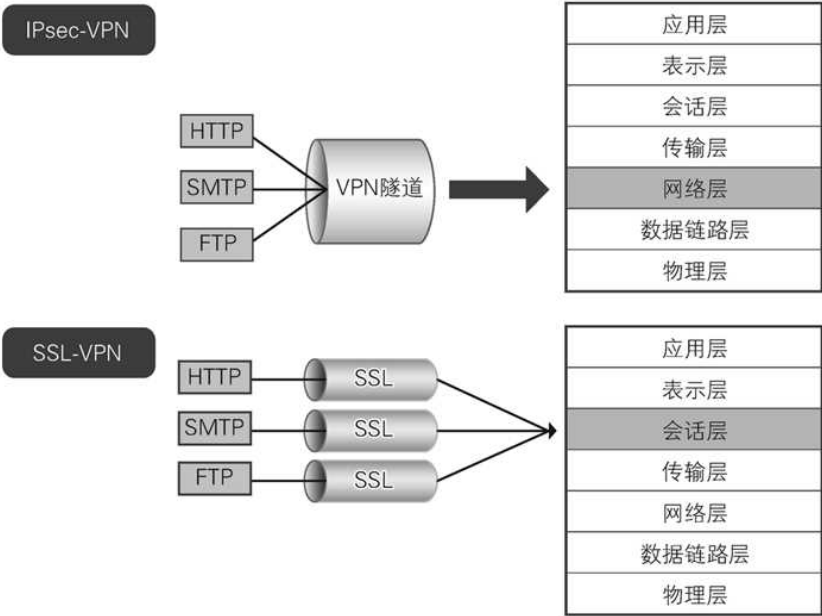 IPsec-VPN
HTTP
SMTP
FTP
VPN隧道
应用层
表示层
会话层
传输层
网络层
数据链路层
物理层
SSL-VPN
HTTP
SSL
SMTP
SSL
FTP
SSL
应用层
表示层
会话层
传输层
网络层
数据链路层
物理层